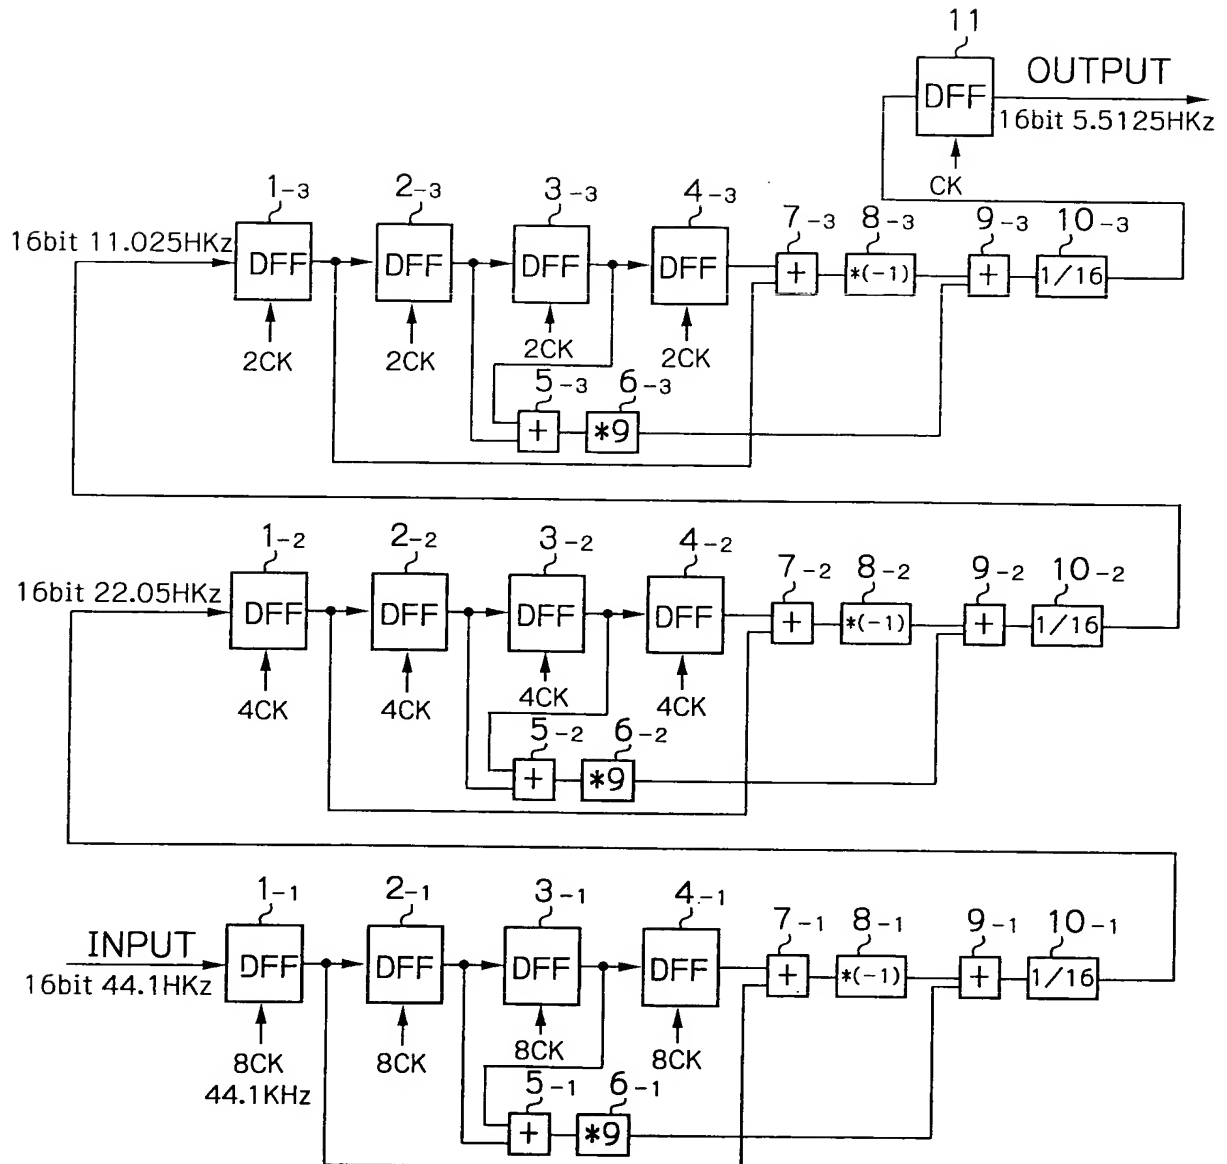 11
DFF
OUTPUT
16bit 5.5125HKz
CK
1-3
2-3
3-3
4-3
7-3
8-3
9-3
10-3
16bit 11.025HKz
DFF
DFF
DFF
DFF
+
*(-1)
+
1/16
2CK
2CK
2CK
2CK
5-3
6-3
+
*9
1-2
2-2
3-2
4-2
7-2
8-2
9-2
10-2
16bit 22.05HKz
DFF
DFF
DFF
DFF
+
*(-1)
+
1/16
4CK
4CK
4CK
4CK
5-2
6-2
+
*9
1-1
2-1
3-1
4-1
7-1
8-1
9-1
10-1
INPUT
16bit 44.1HKz
DFF
DFF
DFF
DFF
+
*(-1)
+
1/16
8CK
44.1KHz
8CK
8CK
8CK
5-1
6-1
+
*9